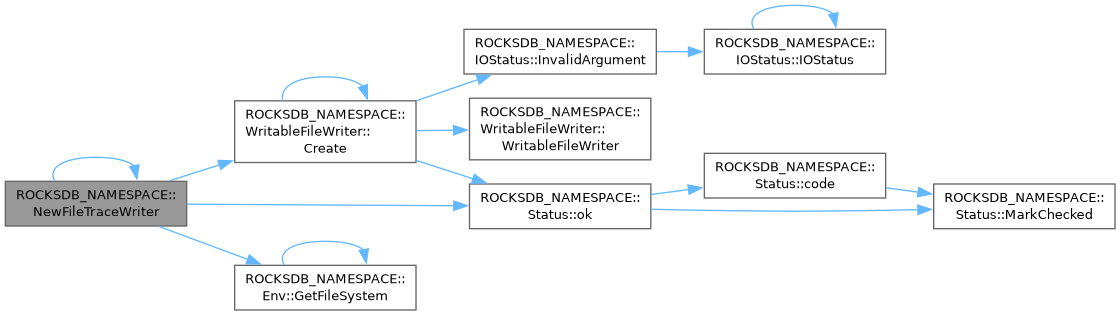 ROCKSDB_NAMESPACE::
NewFileTraceWriter
ROCKSDB_NAMESPACE::
WritableFileWriter::
Create
ROCKSDB_NAMESPACE::
Env::GetFileSystem
ROCKSDB_NAMESPACE::
IOStatus::InvalidArgument
ROCKSDB_NAMESPACE::
WritableFileWriter::
WritableFileWriter
ROCKSDB_NAMESPACE::
Status::ok
ROCKSDB_NAMESPACE::
IOStatus::IOStatus
ROCKSDB_NAMESPACE::
Status::code
ROCKSDB_NAMESPACE::
Status::MarkChecked